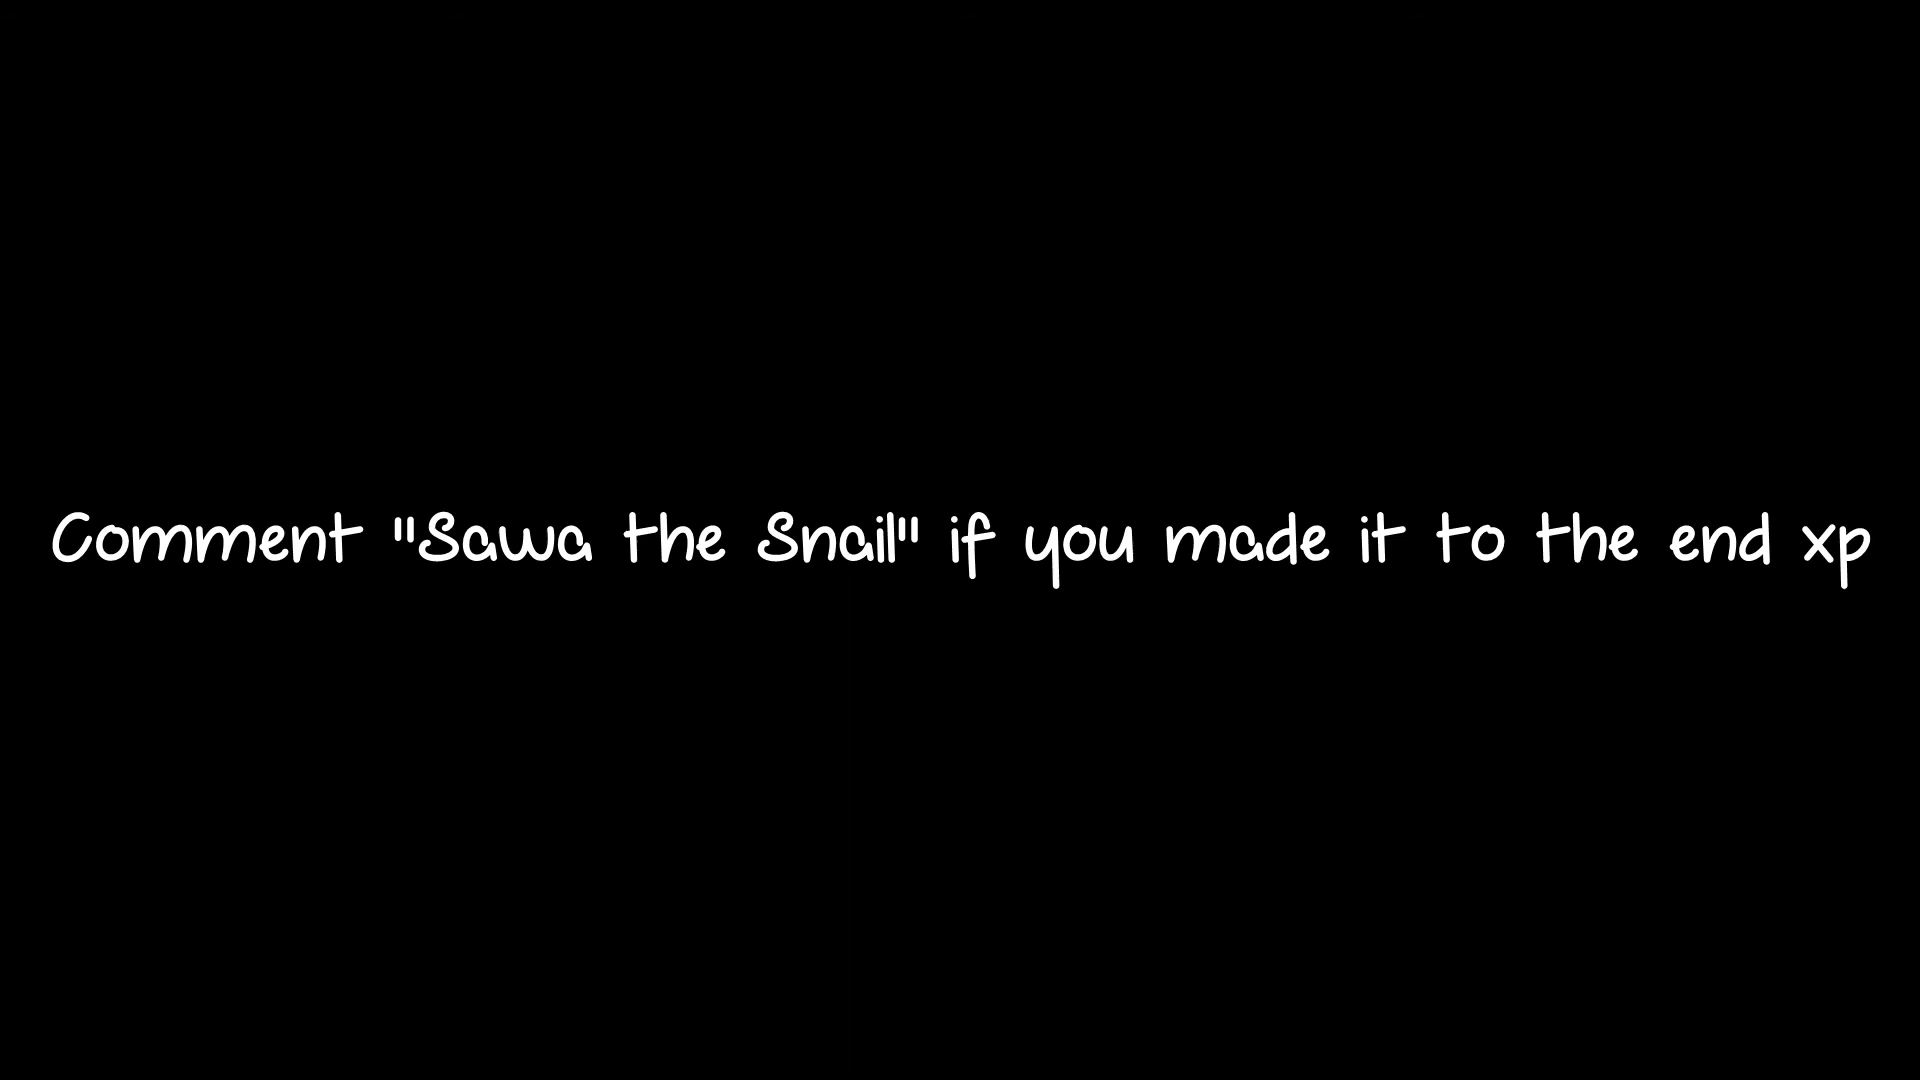 Comment "Sawa the Snail" if you made it to the end xp